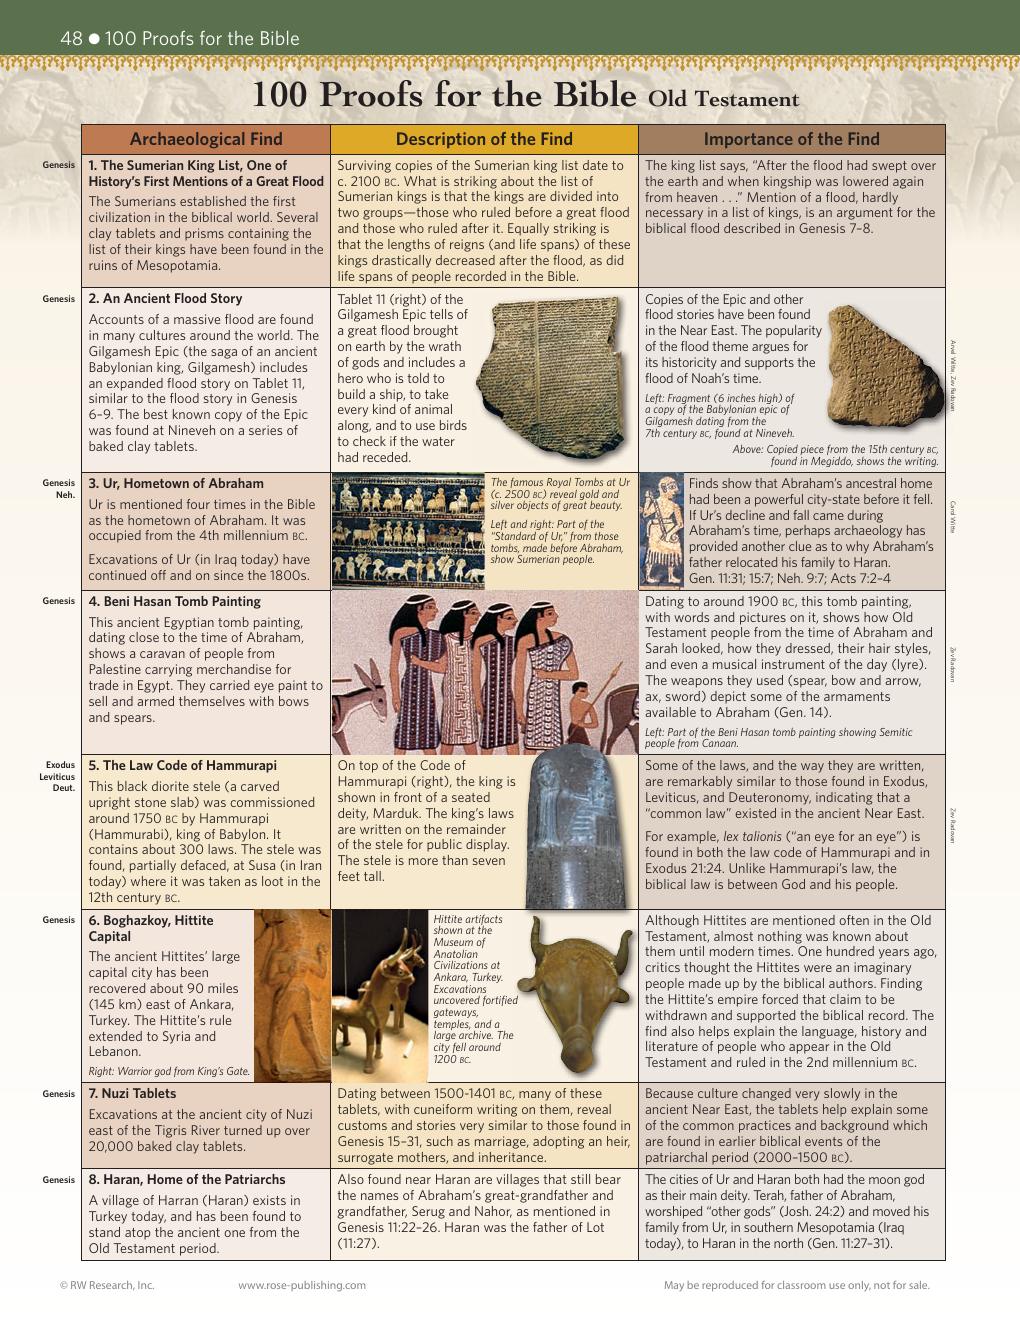 48 ● 100 Proofs for the Bible
100 Proofs for the Bible Old Testament
Archaeological Find
Description of the Find
Importance of the Find
Genesis
1. The Sumerian King List, One of
History's First Mentions of a Great Flood
The Sumerians established the first
civilization in the biblical world. Several
clay tablets and prisms containing the
list of their kings have been found in the
ruins of Mesopotamia.
Surviving copies of the Sumerian king list date to
c. 2100 BC. What is striking about the list of
Sumerian kings is that the kings are divided into
two groups—those who ruled before a great flood
and those who ruled after it. Equally striking is
that the lengths of reigns (and life spans) of these
kings drastically decreased after the flood, as did
life spans of people recorded in the Bible.
The king list says, “After the flood had swept over
the earth and when kingship was lowered again
from heaven . . .” Mention of a flood, hardly
necessary in a list of kings, is an argument for the
biblical flood described in Genesis 7–8.
Genesis
2. An Ancient Flood Story
Accounts of a massive flood are found
in many cultures around the world. The
Gilgamesh Epic (the saga of an ancient
Babylonian king, Gilgamesh) includes
an expanded flood story on Tablet 11,
similar to the flood story in Genesis
6–9. The best known copy of the Epic
was found at Nineveh on a series of
baked clay tablets.
Tablet 11 (right) of the
Gilgamesh Epic tells of
a great flood brought
on earth by the wrath
of gods and includes a
hero who is told to
build a ship, to take
every kind of animal
along, and to use birds
to check if the water
had receded.
Copies of the Epic and other
flood stories have been found
in the Near East. The popularity
of the flood theme argues for
its historicity and supports the
flood of Noah's time.
Left: Fragment (6 inches high) of
a copy of the Babylonian epic of
Gilgamesh dating from the
7th century BC, found at Nineveh.
Above: Copied piece from the 15th century BC,
found in Megiddo, shows the writing.
Arvel Witte, Zev Radovan
Genesis
Neh.
3. Ur, Hometown of Abraham
Ur is mentioned four times in the Bible
as the hometown of Abraham. It was
occupied from the 4th millennium BC.
Excavations of Ur (in Iraq today) have
continued off and on since the 1800s.
The famous Royal Tombs at Ur
(c. 2500 BC) reveal gold and
silver objects of great beauty.
Left and right: Part of the
“Standard of Ur,” from those
tombs, made before Abraham,
show Sumerian people.
Finds show that Abraham's ancestral home
had been a powerful city-state before it fell.
If Ur's decline and fall came during
Abraham's time, perhaps archaeology has
provided another clue as to why Abraham's
father relocated his family to Haran.
Gen. 11:31; 15:7; Neh. 9:7; Acts 7:2–4
Carol Witte
Genesis
4. Beni Hasan Tomb Painting
This ancient Egyptian tomb painting,
dating close to the time of Abraham,
shows a caravan of people from
Palestine carrying merchandise for
trade in Egypt. They carried eye paint to
sell and armed themselves with bows
and spears.
Dating to around 1900 BC, this tomb painting,
with words and pictures on it, shows how Old
Testament people from the time of Abraham and
Sarah looked, how they dressed, their hair styles,
and even a musical instrument of the day (lyre).
The weapons they used (spear, bow and arrow,
ax, sword) depict some of the armaments
available to Abraham (Gen. 14).
Left: Part of the Beni Hasan tomb painting showing Semitic
people from Canaan.
Zev Radovan
Exodus
Leviticus
Deut.
5. The Law Code of Hammurapi
This black diorite stele (a carved
upright stone slab) was commissioned
around 1750 BC by Hammurapi
(Hammurabi), king of Babylon. It
contains about 300 laws. The stele was
found, partially defaced, at Susa (in Iran
today) where it was taken as loot in the
12th century BC.
On top of the Code of
Hammurapi (right), the king is
shown in front of a seated
deity, Marduk. The king's laws
are written on the remainder
of the stele for public display.
The stele is more than seven
feet tall.
Some of the laws, and the way they are written,
are remarkably similar to those found in Exodus,
Leviticus, and Deuteronomy, indicating that a
“common law” existed in the ancient Near East.
For example, lex talionis (“an eye for an eye”) is
found in both the law code of Hammurapi and in
Exodus 21:24. Unlike Hammurapi's law, the
biblical law is between God and his people.
Zev Radovan
Genesis
6. Boghazkoy, Hittite
Capital
The ancient Hittites' large
capital city has been
recovered about 90 miles
(145 km) east of Ankara,
Turkey. The Hittite's rule
extended to Syria and
Lebanon.
Right: Warrior god from King's Gate.
Hittite artifacts
shown at the
Museum of
Anatolian
Civilizations at
Ankara, Turkey.
Excavations
uncovered fortified
gateways,
temples, and a
large archive. The
city fell around
1200 BC.
Although Hittites are mentioned often in the Old
Testament, almost nothing was known about
them until modern times. One hundred years ago,
critics thought the Hittites were an imaginary
people made up by the biblical authors. Finding
the Hittite's empire forced that claim to be
withdrawn and supported the biblical record. The
find also helps explain the language, history and
literature of people who appear in the Old
Testament and ruled in the 2nd millennium BC.
Genesis
7. Nuzi Tablets
Excavations at the ancient city of Nuzi
east of the Tigris River turned up over
20,000 baked clay tablets.
Dating between 1500-1401 BC, many of these
tablets, with cuneiform writing on them, reveal
customs and stories very similar to those found in
Genesis 15–31, such as marriage, adopting an heir,
surrogate mothers, and inheritance.
Because culture changed very slowly in the
ancient Near East, the tablets help explain some
of the common practices and background which
are found in earlier biblical events of the
patriarchal period (2000–1500 BC).
Genesis
8. Haran, Home of the Patriarchs
A village of Harran (Haran) exists in
Turkey today, and has been found to
stand atop the ancient one from the
Old Testament period.
Also found near Haran are villages that still bear
the names of Abraham's great-grandfather and
grandfather, Serug and Nahor, as mentioned in
Genesis 11:22–26. Haran was the father of Lot
(11:27).
The cities of Ur and Haran both had the moon god
as their main deity. Terah, father of Abraham,
worshiped “other gods” (Josh. 24:2) and moved his
family from Ur, in southern Mesopotamia (Iraq
today), to Haran in the north (Gen. 11:27–31).
© RW Research, Inc.
www.rose-publishing.com
May be reproduced for classroom use only, not for sale.